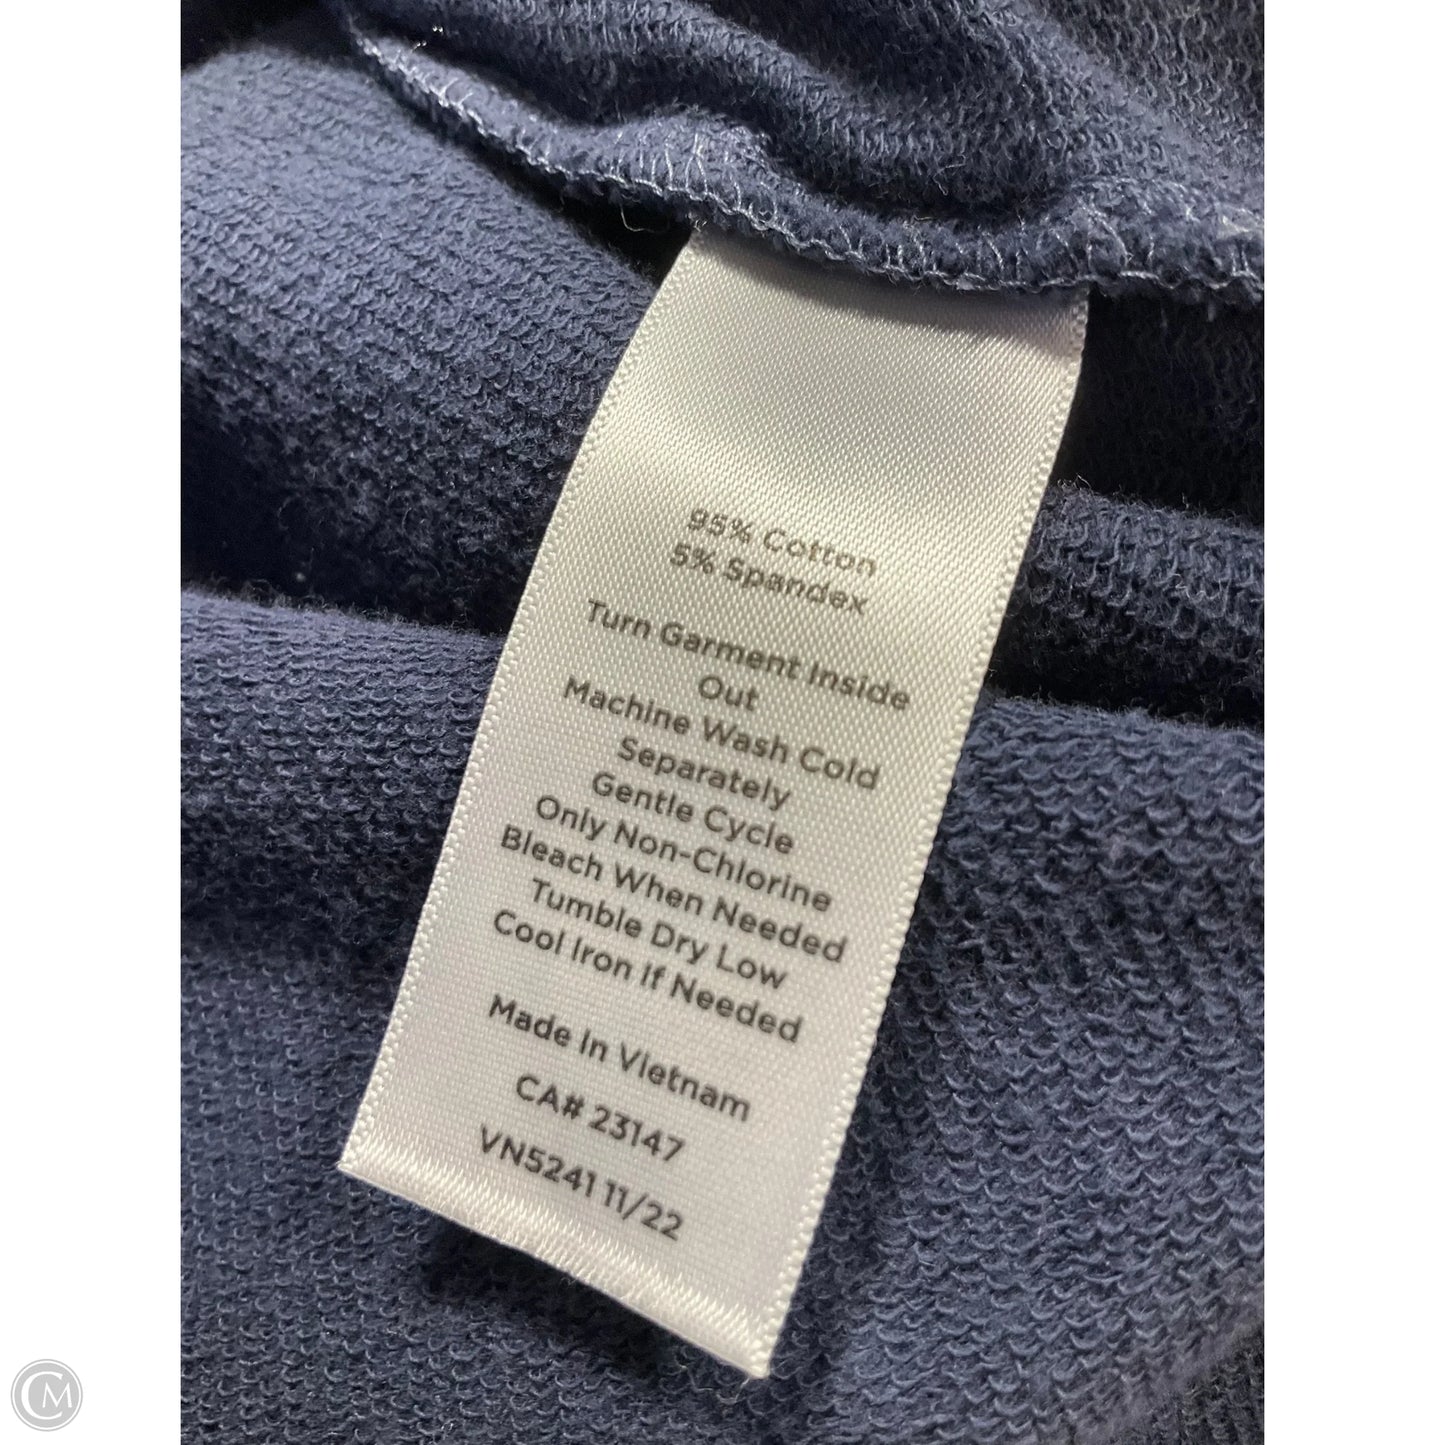 95% Cotton
5% Spandex
Turn Garment Inside
Out
Machine Wash Cold
Separately
Gentle Cycle
Only Non-Chlorine
Bleach When Needed
Tumble Dry Low
Cool Iron If Needed
Made In Vietnam
CA# 23147
VN5241 11/22
CM